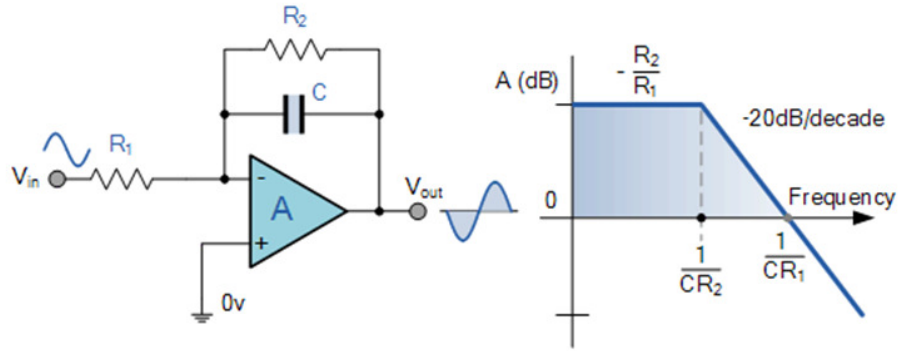 R2
C
R1
Vin
-
A
+
0v
Vout
A (dB)
- R2
R1
-20dB/decade
0
Frequency
1
CR2
1
CR1